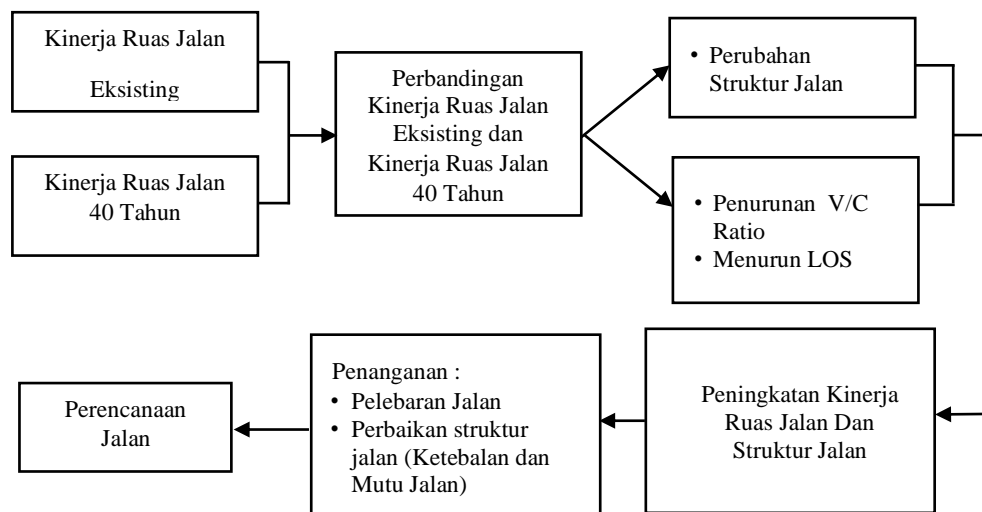 Kinerja Ruas Jalan
Eksisting
Kinerja Ruas Jalan
40 Tahun
Perbandingan
Kinerja Ruas Jalan
Eksisting dan
Kinerja Ruas Jalan
40 Tahun
• Perubahan
Struktur Jalan
• Penurunan V/C
Ratio
• Menurun LOS
Peningkatan Kinerja
Ruas Jalan Dan
Struktur Jalan
Penanganan :
• Pelebaran Jalan
• Perbaikan struktur
jalan (Ketebalan dan
Mutu Jalan)
Perencanaan
Jalan